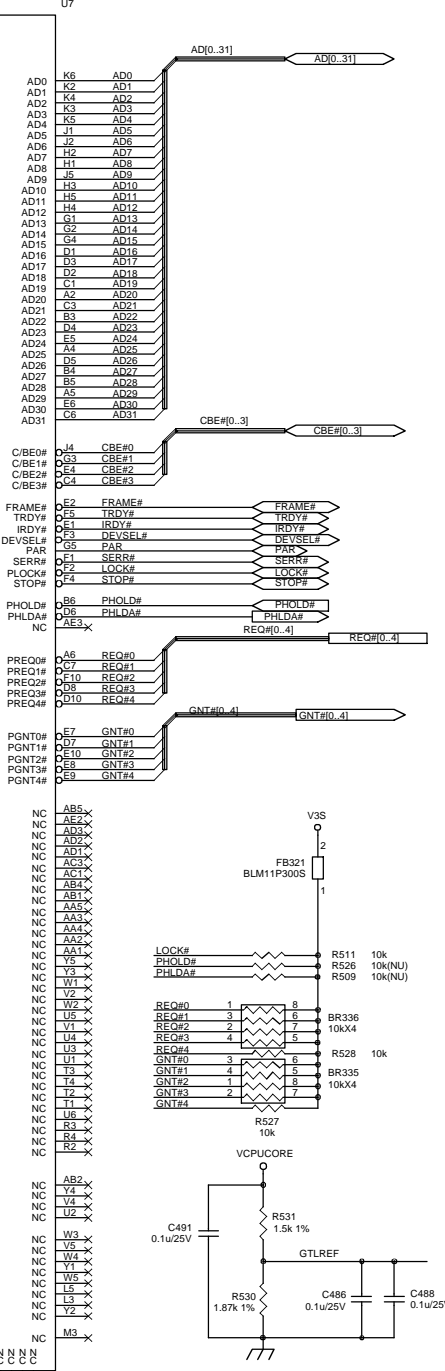 U7
AD[0..31] AD[0..31]
AD0 K6 AD0
AD1 K2 AD1
AD2 K4 AD2
AD3 K3 AD3
AD4 K5 AD4
AD5 J1 AD5
AD6 J2 AD6
AD7 H2 AD7
AD8 H1 AD8
AD9 J5 AD9
AD10 H3 AD10
AD11 H5 AD11
AD12 H4 AD12
AD13 G1 AD13
AD14 G2 AD14
AD15 G4 AD15
AD16 D1 AD16
AD17 D3 AD17
AD18 D2 AD18
AD19 C1 AD19
AD20 A2 AD20
AD21 C3 AD21
AD22 B3 AD22
AD23 D4 AD23
AD24 E5 AD24
AD25 A4 AD25
AD26 D5 AD26
AD27 B4 AD27
AD28 B5 AD28
AD29 A5 AD29
AD30 E6 AD30
AD31 C6 AD31
CBE#[0..3] CBE#[0..3]
C/BE0# J4 CBE#0
C/BE1# G3 CBE#1
C/BE2# E4 CBE#2
C/BE3# C4 CBE#3
FRAME# E2 FRAME# FRAME#
TRDY# F5 TRDY# TRDY#
IRDY# E1 IRDY# IRDY#
DEVSEL# F3 DEVSEL# DEVSEL#
PAR G5 PAR PAR
SERR# F1 SERR# SERR#
PLOCK# F2 LOCK# LOCK#
STOP# F4 STOP# STOP#
PHOLD# B6 PHOLD# PHOLD#
PHLDA# D6 PHLDA# PHLDA#
NC AE3
REQ#[0..4] REQ#[0..4]
PREQ0# A6 REQ#0
PREQ1# C7 REQ#1
PREQ2# F10 REQ#2
PREQ3# D8 REQ#3
PREQ4# D10 REQ#4
GNT#[0..4] GNT#[0..4]
PGNT0# E7 GNT#0
PGNT1# D7 GNT#1
PGNT2# E10 GNT#2
PGNT3# E8 GNT#3
PGNT4# E9 GNT#4
NC AB5
NC AE2
NC AD3
NC AD2
NC AD1
NC AC3
NC AC1
NC AB4
NC AB1
NC AA5
NC AA3
NC AA4
NC AA2
NC AA1
NC Y5
NC Y3
NC W1
NC V2
NC W2
NC U5
NC V1
NC U4
NC U3
NC U1
NC T3
NC T4
NC T2
NC T1
NC U6
NC R3
NC R4
NC R2
NC AB2
NC Y4
NC V4
NC U2
NC W3
NC V5
NC W4
NC Y1
NC W5
NC L5
NC L3
NC Y2
NC M3
NC NC NC
V3S
2
FB321
BLM11P300S
1
LOCK# R511 10k
PHOLD# R526 10k(NU)
PHLDA# R509 10k(NU)
REQ#0 1 8
REQ#1 3 6 BR336
REQ#2 2 7 10kX4
REQ#3 4 5
REQ#4 R528 10k
GNT#0 3 6
GNT#1 4 5 BR335
GNT#2 1 8 10kX4
GNT#3 2 7
GNT#4
R527
10k
VCPUCORE
C491
0.1u/25V
R531
1.5k 1%
GTLREF
R530
1.87k 1%
C486
0.1u/25V
C488
0.1u/25V